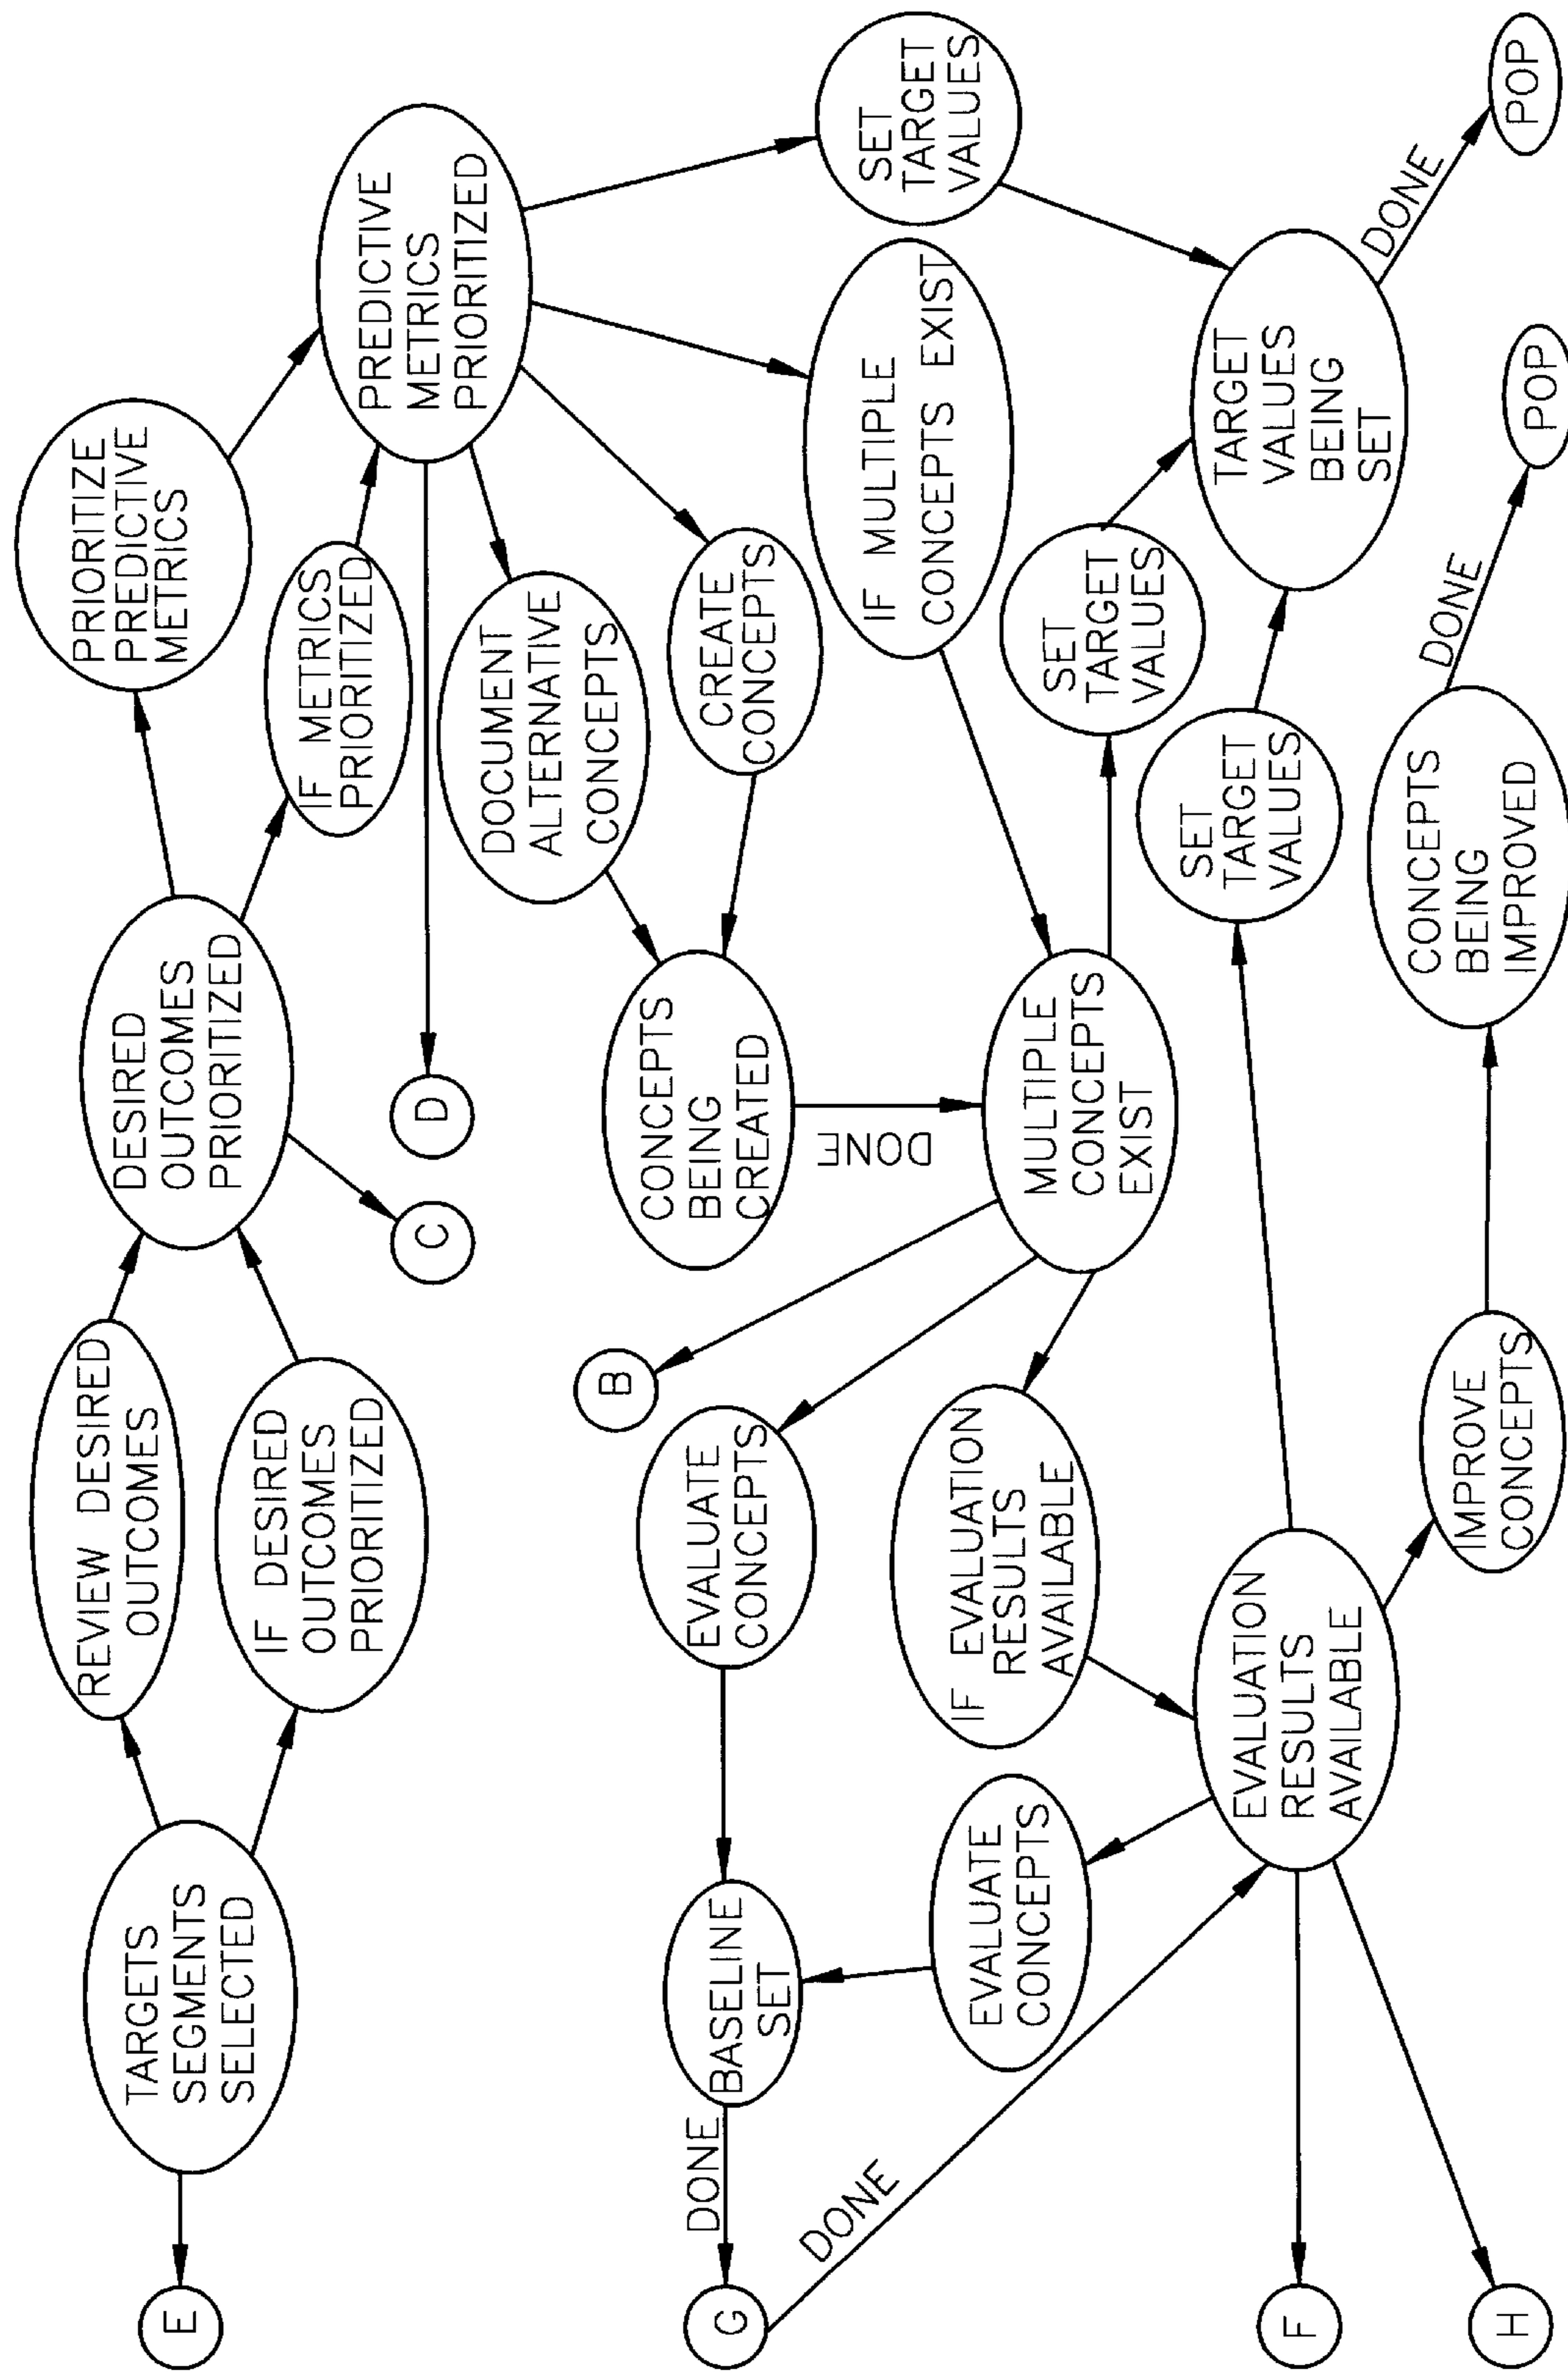 E
TARGETS
SEGMENTS
SELECTED
REVIEW DESIRED
OUTCOMES
IF DESIRED
OUTCOMES
PRIORITIZED
DESIRED
OUTCOMES
PRIORITIZED
C
D
PRIORITIZE
PREDICTIVE
METRICS
IF METRICS
PRIORITIZED
PREDICTIVE
METRICS
PRIORITIZED
DOCUMENT
ALTERNATIVE
CONCEPTS
CREATE
CONCEPTS
IF MULTIPLE
CONCEPTS EXIST
SET
TARGET
VALUES
CONCEPTS
BEING
CREATED
DONE
MULTIPLE
CONCEPTS
EXIST
B
EVALUATE
CONCEPTS
IF EVALUATION
RESULTS
AVAILABLE
BASELINE
SET
DONE
G
DONE
EVALUATE
CONCEPTS
EVALUATION
RESULTS
AVAILABLE
F
H
SET
TARGET
VALUES
SET
TARGET
VALUES
TARGET
VALUES
BEING
SET
DONE
POP
IMPROVE
CONCEPTS
CONCEPTS
BEING
IMPROVED
DONE
POP